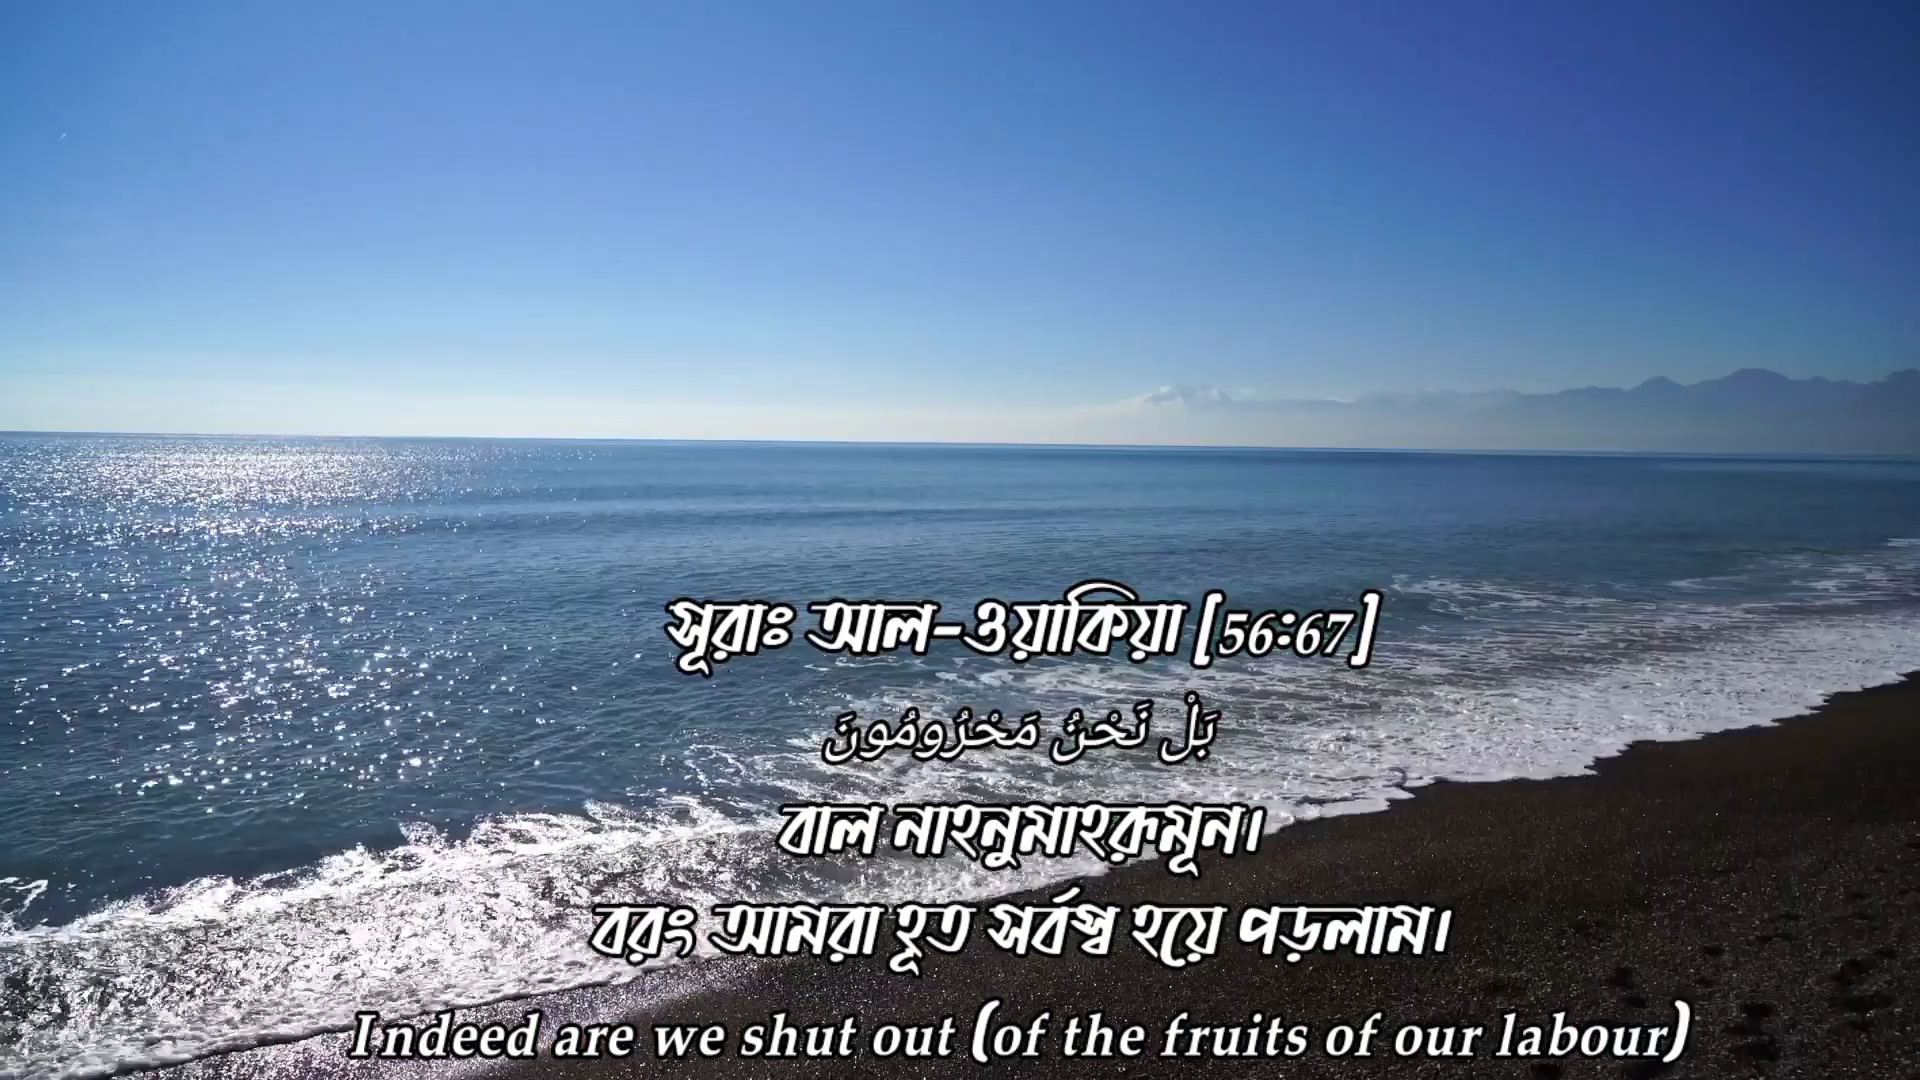 সূরাঃ আল-ওয়াকিয়া [56:67]
بَلْ نَحْنُ مَحْرُومُونَ
বাল নাহনুমাহরূমূন।
বরং আমরা হূত সর্বস্ব হয়ে পড়লাম।
Indeed are we shut out (of the fruits of our labour)